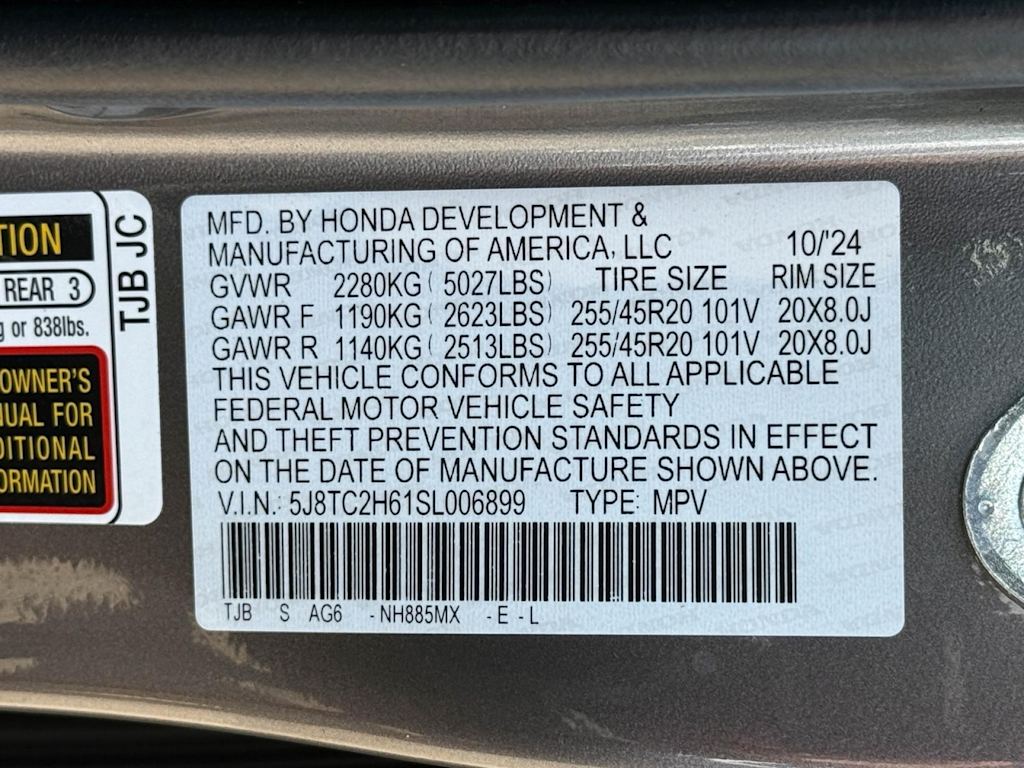 TION
REAR 3
g or 838lbs.
OWNER'S
NUAL FOR
DITIONAL
ORMATION
TJB JC
MFD. BY HONDA DEVELOPMENT &
MANUFACTURING OF AMERICA, LLC 10/'24
GVWR 2280KG ( 5027LBS) TIRE SIZE RIM SIZE
GAWR F 1190KG ( 2623LBS) 255/45R20 101V 20X8.0J
GAWR R 1140KG ( 2513LBS) 255/45R20 101V 20X8.0J
THIS VEHICLE CONFORMS TO ALL APPLICABLE
FEDERAL MOTOR VEHICLE SAFETY
AND THEFT PREVENTION STANDARDS IN EFFECT
ON THE DATE OF MANUFACTURE SHOWN ABOVE.
V.I.N.: 5J8TC2H61SL006899 TYPE: MPV
TJB S AG6 - NH885MX - E - L